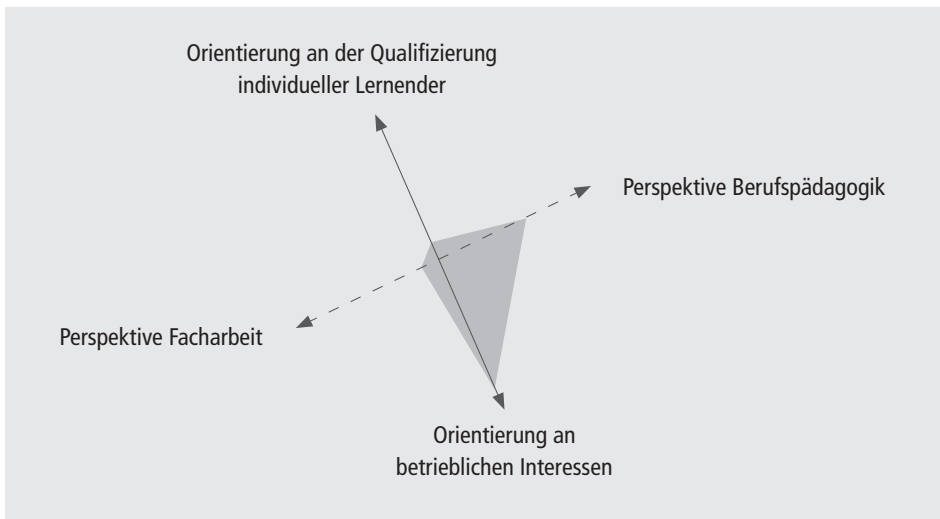 Orientierung an der Qualifizierung
individueller Lernender
Perspektive Berufspädagogik
Perspektive Facharbeit
Orientierung an
betrieblichen Interessen